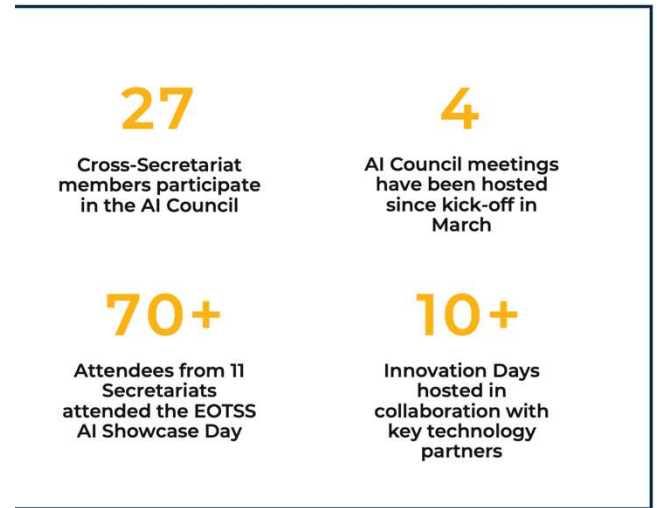 27
Cross-Secretariat
members participate
in the AI Council
4
AI Council meetings
have been hosted
since kick-off in
March
70+
Attendees from 11
Secretariats
attended the EOTSS
AI Showcase Day
10+
Innovation Days
hosted in
collaboration with
key technology
partners